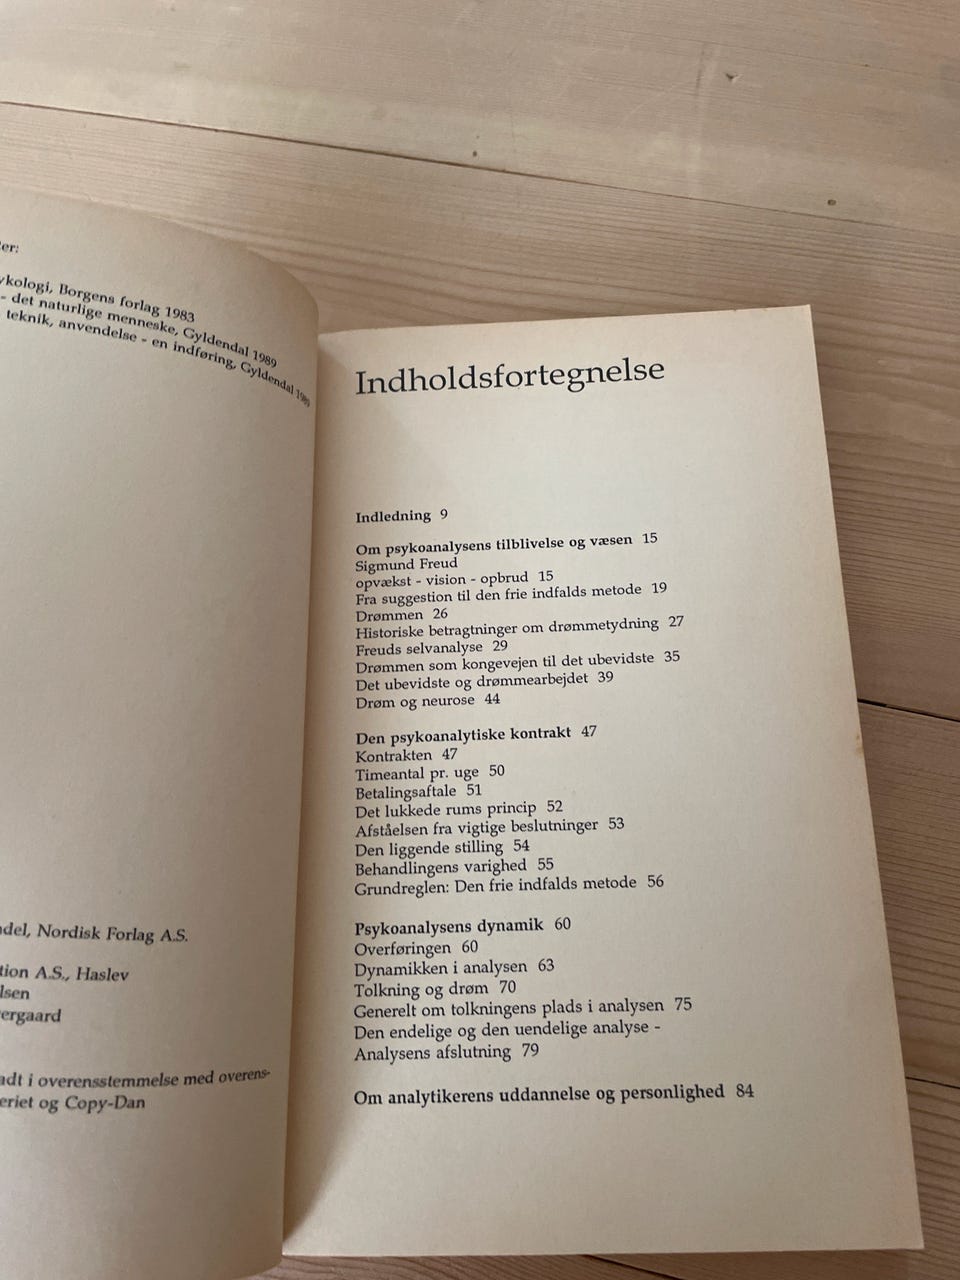 er:
ykologi, Borgens forlag 1983
- det naturlige menneske, Gyldendal 1989
teknik, anvendelse - en indføring, Gyldendal 1989
del, Nordisk Forlag A.S.
tion A.S., Haslev
lsen
ergaard
adt i overensstemmelse med overens-
eriet og Copy-Dan
Indholdsfortegnelse
Indledning 9
Om psykoanalysens tilblivelse og væsen 15
Sigmund Freud
opvækst - vision - opbrud 15
Fra suggestion til den frie indfalds metode 19
Drømmen 26
Historiske betragtninger om drømmetydning 27
Freuds selvanalyse 29
Drømmen som kongevejen til det ubevidste 35
Det ubevidste og drømmearbejdet 39
Drøm og neurose 44
Den psykoanalytiske kontrakt 47
Kontrakten 47
Timeantal pr. uge 50
Betalingsaftale 51
Det lukkede rums princip 52
Afståelsen fra vigtige beslutninger 53
Den liggende stilling 54
Behandlingens varighed 55
Grundreglen: Den frie indfalds metode 56
Psykoanalysens dynamik 60
Overføringen 60
Dynamikken i analysen 63
Tolkning og drøm 70
Generelt om tolkningens plads i analysen 75
Den endelige og den uendelige analyse -
Analysens afslutning 79
Om analytikerens uddannelse og personlighed 84